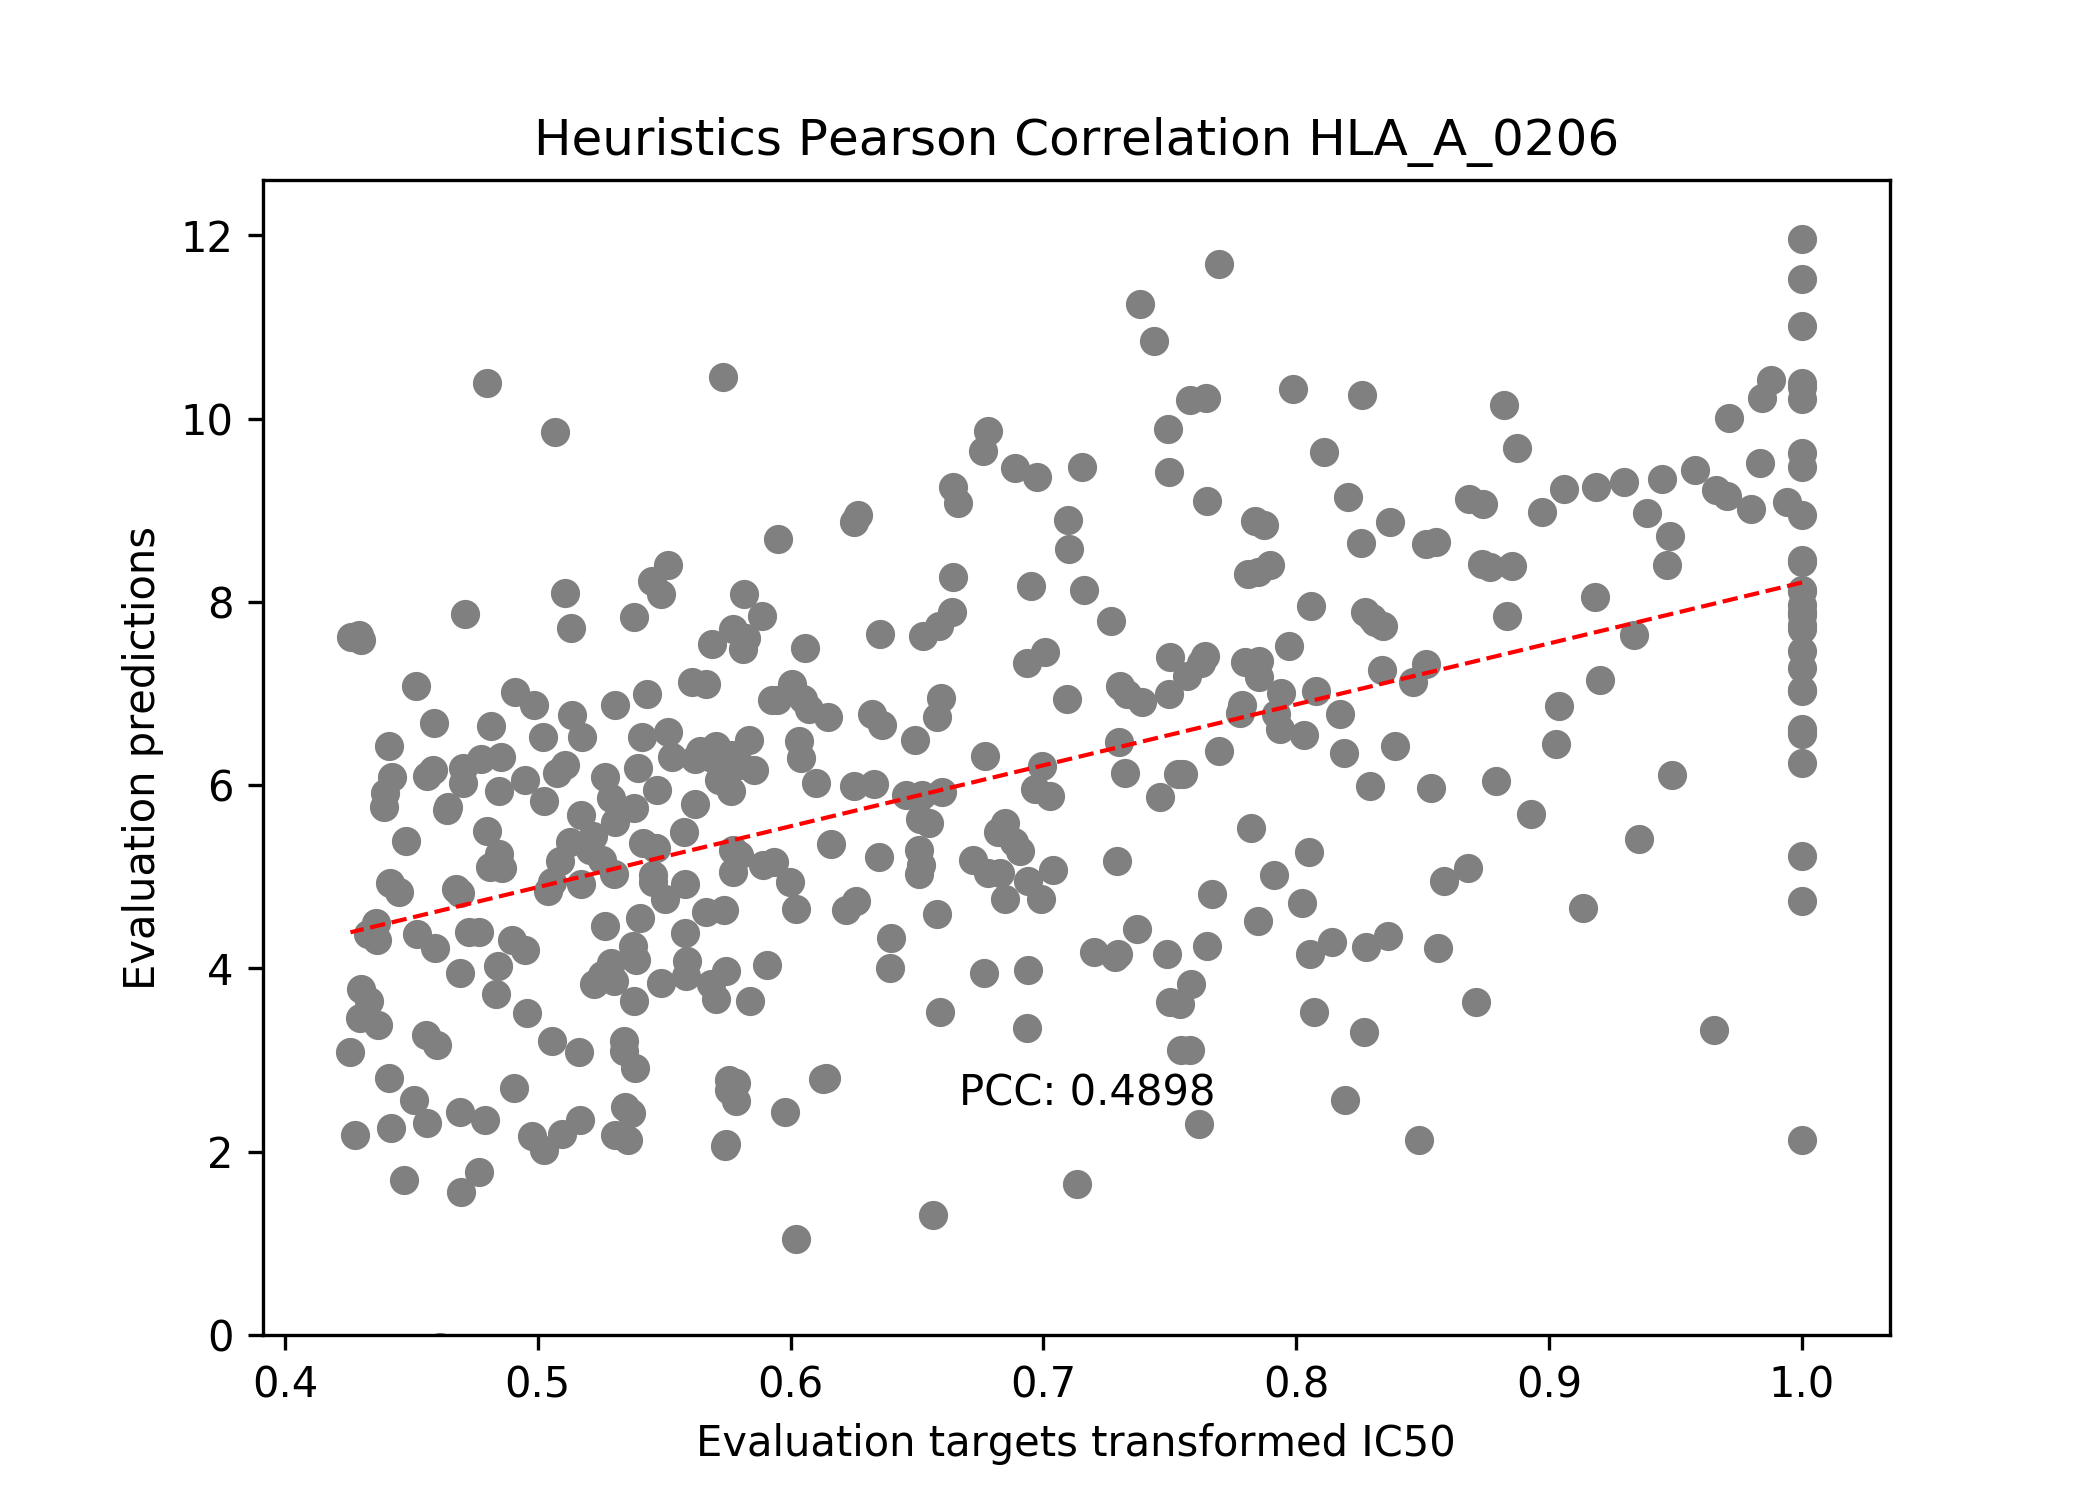 Heuristics Pearson Correlation HLA_A_0206
12
10
8
6
4
2
0
Evaluation predictions
PCC: 0.4898
0.4 0.5 0.6 0.7 0.8 0.9 1.0
Evaluation targets transformed IC50